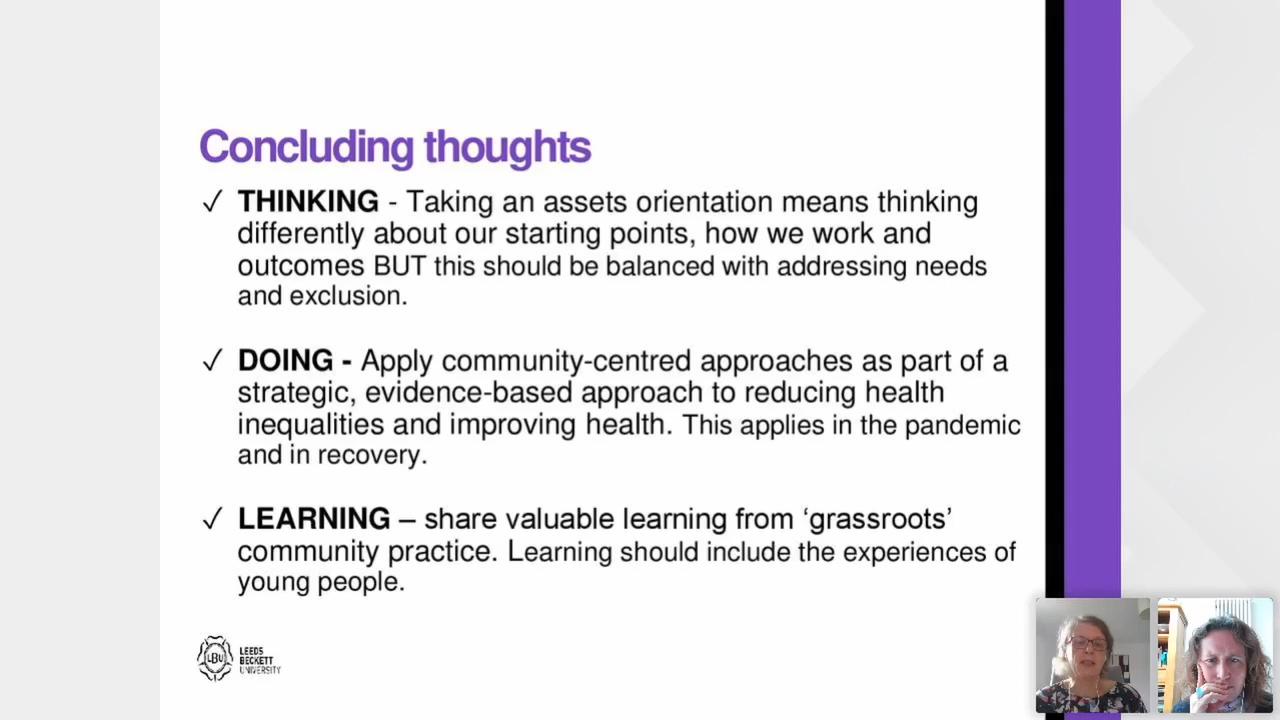 Concluding thoughts
✓ THINKING - Taking an assets orientation means thinking
differently about our starting points, how we work and
outcomes BUT this should be balanced with addressing needs
and exclusion.
✓ DOING - Apply community-centred approaches as part of a
strategic, evidence-based approach to reducing health
inequalities and improving health. This applies in the pandemic
and in recovery.
✓ LEARNING – share valuable learning from ‘grassroots’
community practice. Learning should include the experiences of
young people.
LBU
LEEDS
BECKETT
UNIVERSITY